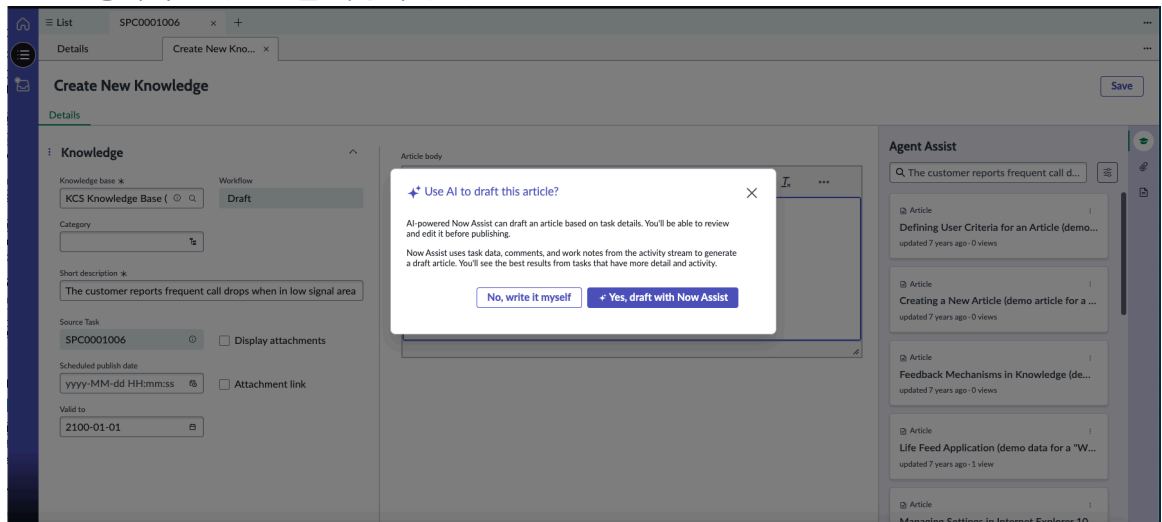 List
SPC0001006
Details
Create New Kno...
Create New Knowledge
Save
Details
Knowledge
Knowledge base
Workflow
KCS Knowledge Base (
Draft
Category
Short description
The customer reports frequent call drops when in low signal area
Source Task
SPC0001006
Display attachments
Scheduled publish date
yyyy-MM-dd HH:mm:ss
Attachment link
Valid to
2100-01-01
Article body
Use AI to draft this article?
AI-powered Now Assist can draft an article based on task details. You'll be able to review
and edit it before publishing.
Now Assist uses task data, comments, and work notes from the activity stream to generate
a draft article. You'll see the best results from tasks that have more detail and activity.
No, write it myself
Yes, draft with Now Assist
Agent Assist
The customer reports frequent call d...
Article
Defining User Criteria for an Article (demo...
updated 7 years ago · 0 views
Article
Creating a New Article (demo article for a ...
updated 7 years ago · 0 views
Article
Feedback Mechanisms in Knowledge (de...
updated 7 years ago · 0 views
Article
Life Feed Application (demo data for a "W...
updated 7 years ago · 1 view
Article
Managing Settings in Internet Explorer 10